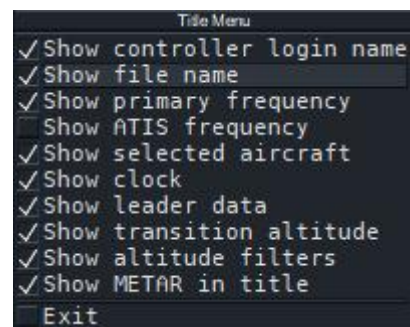 Title Menu
Show controller login name
Show file name
Show primary frequency
Show ATIS frequency
Show selected aircraft
Show clock
Show leader data
Show transition altitude
Show altitude filters
Show METAR in title
Exit